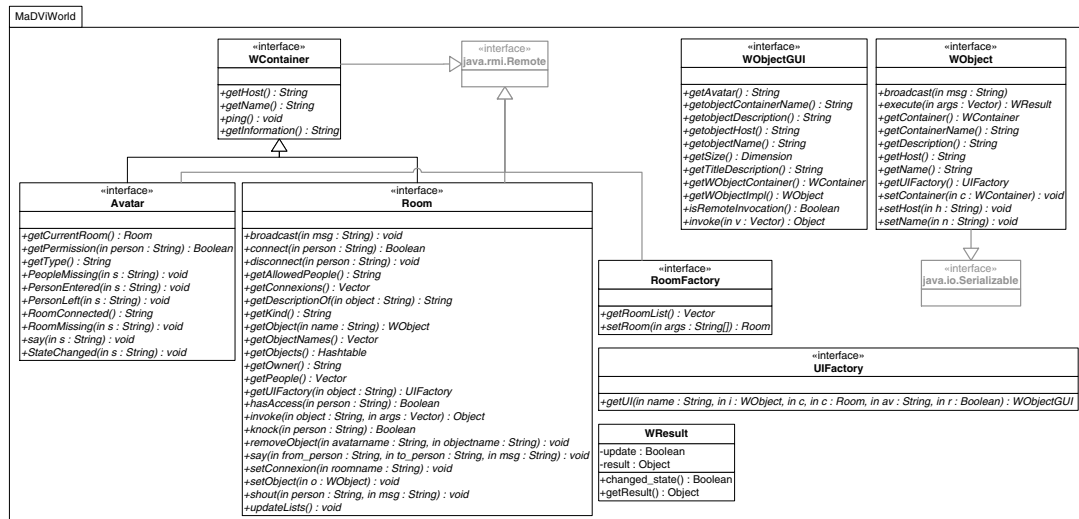 MaDViWorld
«interface»
WContainer
+getHost() : String
+getName() : String
+ping() : void
+getInformation() : String
«interface»
java.rmi.Remote
«interface»
WObjectGUI
+getAvatar() : String
+getobjectContainerName() : String
+getobjectDescription() : String
+getobjectHost() : String
+getobjectName() : String
+getSize() : Dimension
+getTitleDescription() : String
+getWObjectContainer() : WContainer
+getWObjectImpl() : WObject
+isRemoteInvocation() : Boolean
+invoke(in v : Vector) : Object
«interface»
WObject
+broadcast(in msg : String)
+execute(in args : Vector) : WResult
+getContainer() : WContainer
+getContainerName() : String
+getDescription() : String
+getHost() : String
+getName() : String
+getUIFactory() : UIFactory
+setContainer(in c : WContainer) : void
+setHost(in h : String) : void
+setName(in n : String) : void
«interface»
Avatar
+getCurrentRoom() : Room
+getPermission(in person : String) : Boolean
+getType() : String
+PeopleMissing(in s : String) : void
+PersonEntered(in s : String) : void
+PersonLeft(in s : String) : void
+RoomConnected() : String
+RoomMissing(in s : String) : void
+say(in s : String) : void
+StateChanged(in s : String) : void
«interface»
Room
+broadcast(in msg : String) : void
+connect(in person : String) : Boolean
+disconnect(in person : String) : void
+getAllowedPeople() : String
+getConnexions() : Vector
+getDescriptionOf(in object : String) : String
+getKind() : String
+getObject(in name : String) : WObject
+getObjectNames() : Vector
+getObjects() : Hashtable
+getOwner() : String
+getPeople() : Vector
+getUIFactory(in object : String) : UIFactory
+hasAccess(in person : String) : Boolean
+invoke(in object : String, in args : Vector) : Object
+knock(in person : String) : Boolean
+removeObject(in avatarname : String, in objectname : String) : void
+say(in from_person : String, in to_person : String, in msg : String) : void
+setConnexion(in roomname : String) : void
+setObject(in o : WObject) : void
+shout(in person : String, in msg : String) : void
+updateLists() : void
«interface»
RoomFactory
+getRoomList() : Vector
+setRoom(in args : String[]) : Room
«interface»
java.io.Serializable
«interface»
UIFactory
+getUI(in name : String, in i : WObject, in c, in c : Room, in av : String, in r : Boolean) : WObjectGUI
WResult
-update : Boolean
-result : Object
+changed_state() : Boolean
+getResult() : Object